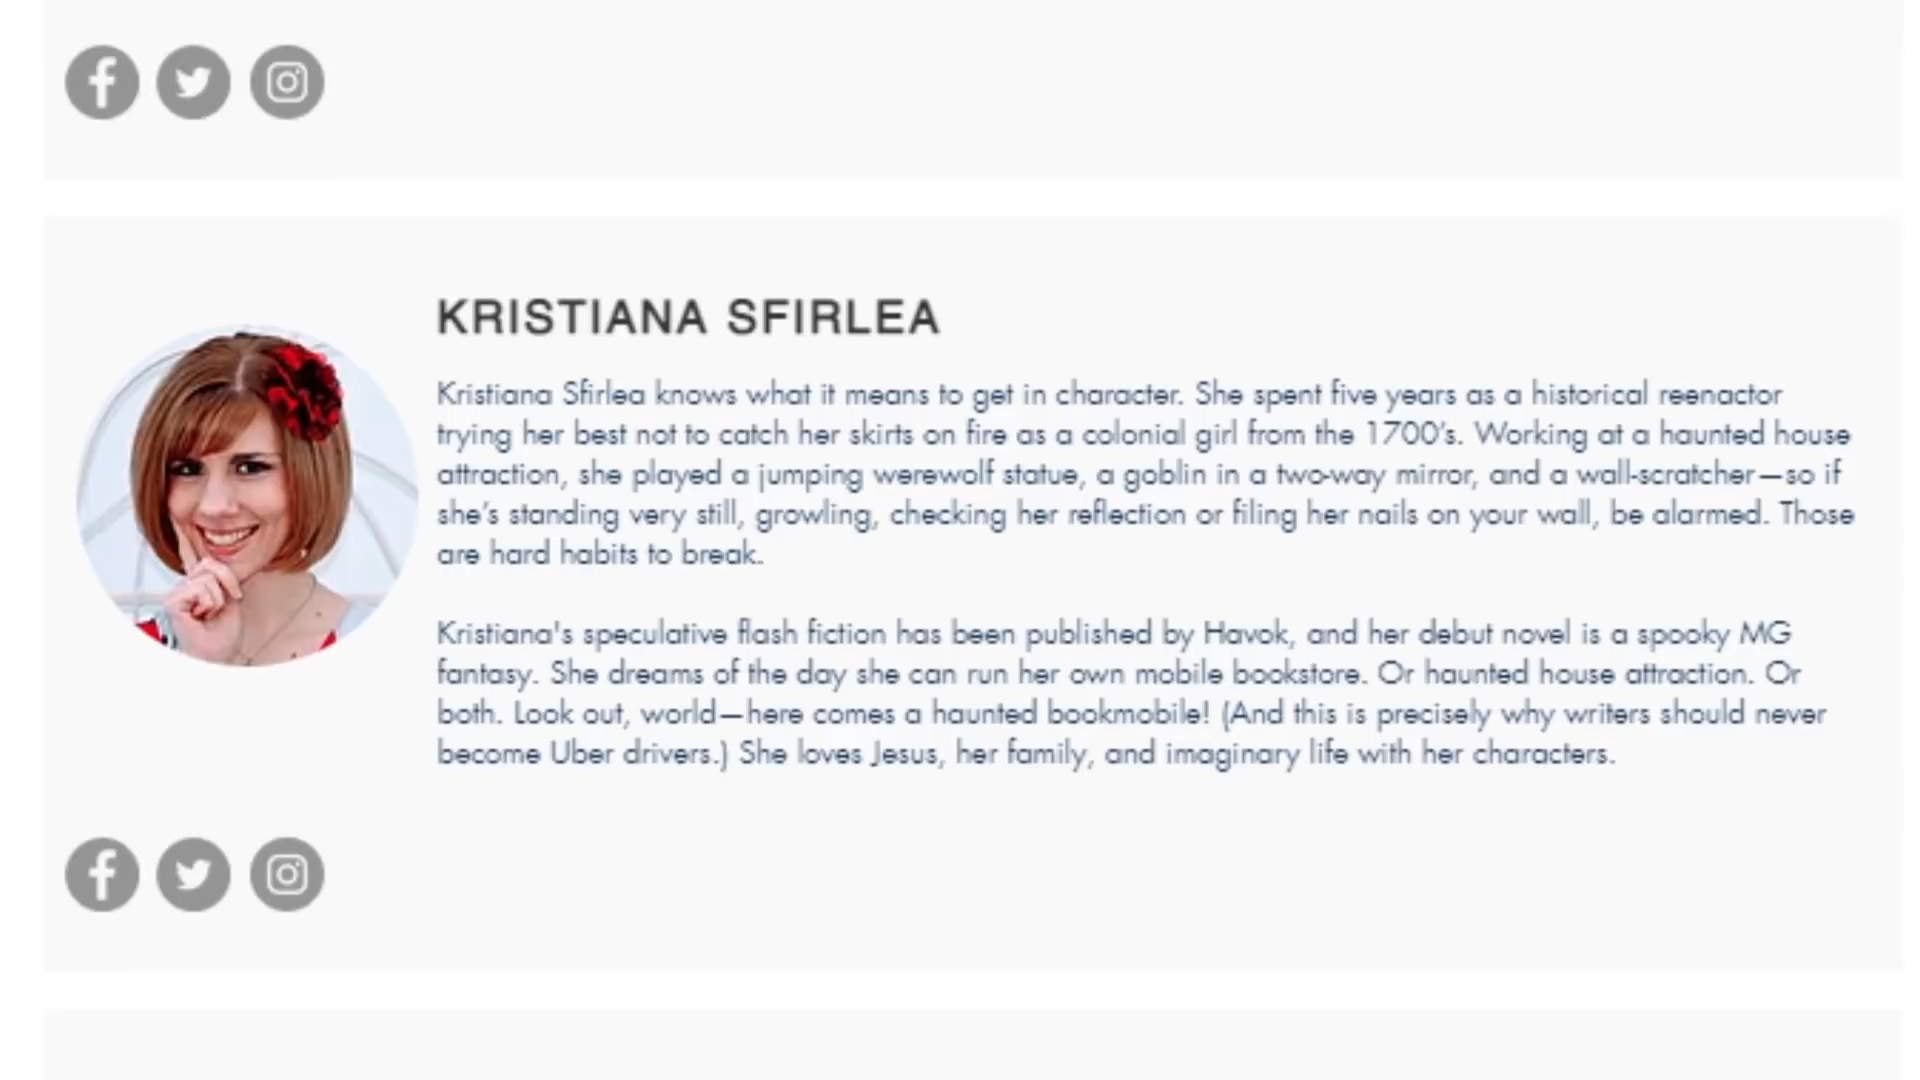 KRISTIANA SFIRLEA
Kristiana Sfirlea knows what it means to get in character. She spent five years as a historical reenactor
trying her best not to catch her skirts on fire as a colonial girl from the 1700's. Working at a haunted house
attraction, she played a jumping werewolf statue, a goblin in a two-way mirror, and a wall-scratcher—so if
she's standing very still, growling, checking her reflection or filing her nails on your wall, be alarmed. Those
are hard habits to break.
Kristiana's speculative flash fiction has been published by Havok, and her debut novel is a spooky MG
fantasy. She dreams of the day she can run her own mobile bookstore. Or haunted house attraction. Or
both. Look out, world—here comes a haunted bookmobile! (And this is precisely why writers should never
become Uber drivers.) She loves Jesus, her family, and imaginary life with her characters.